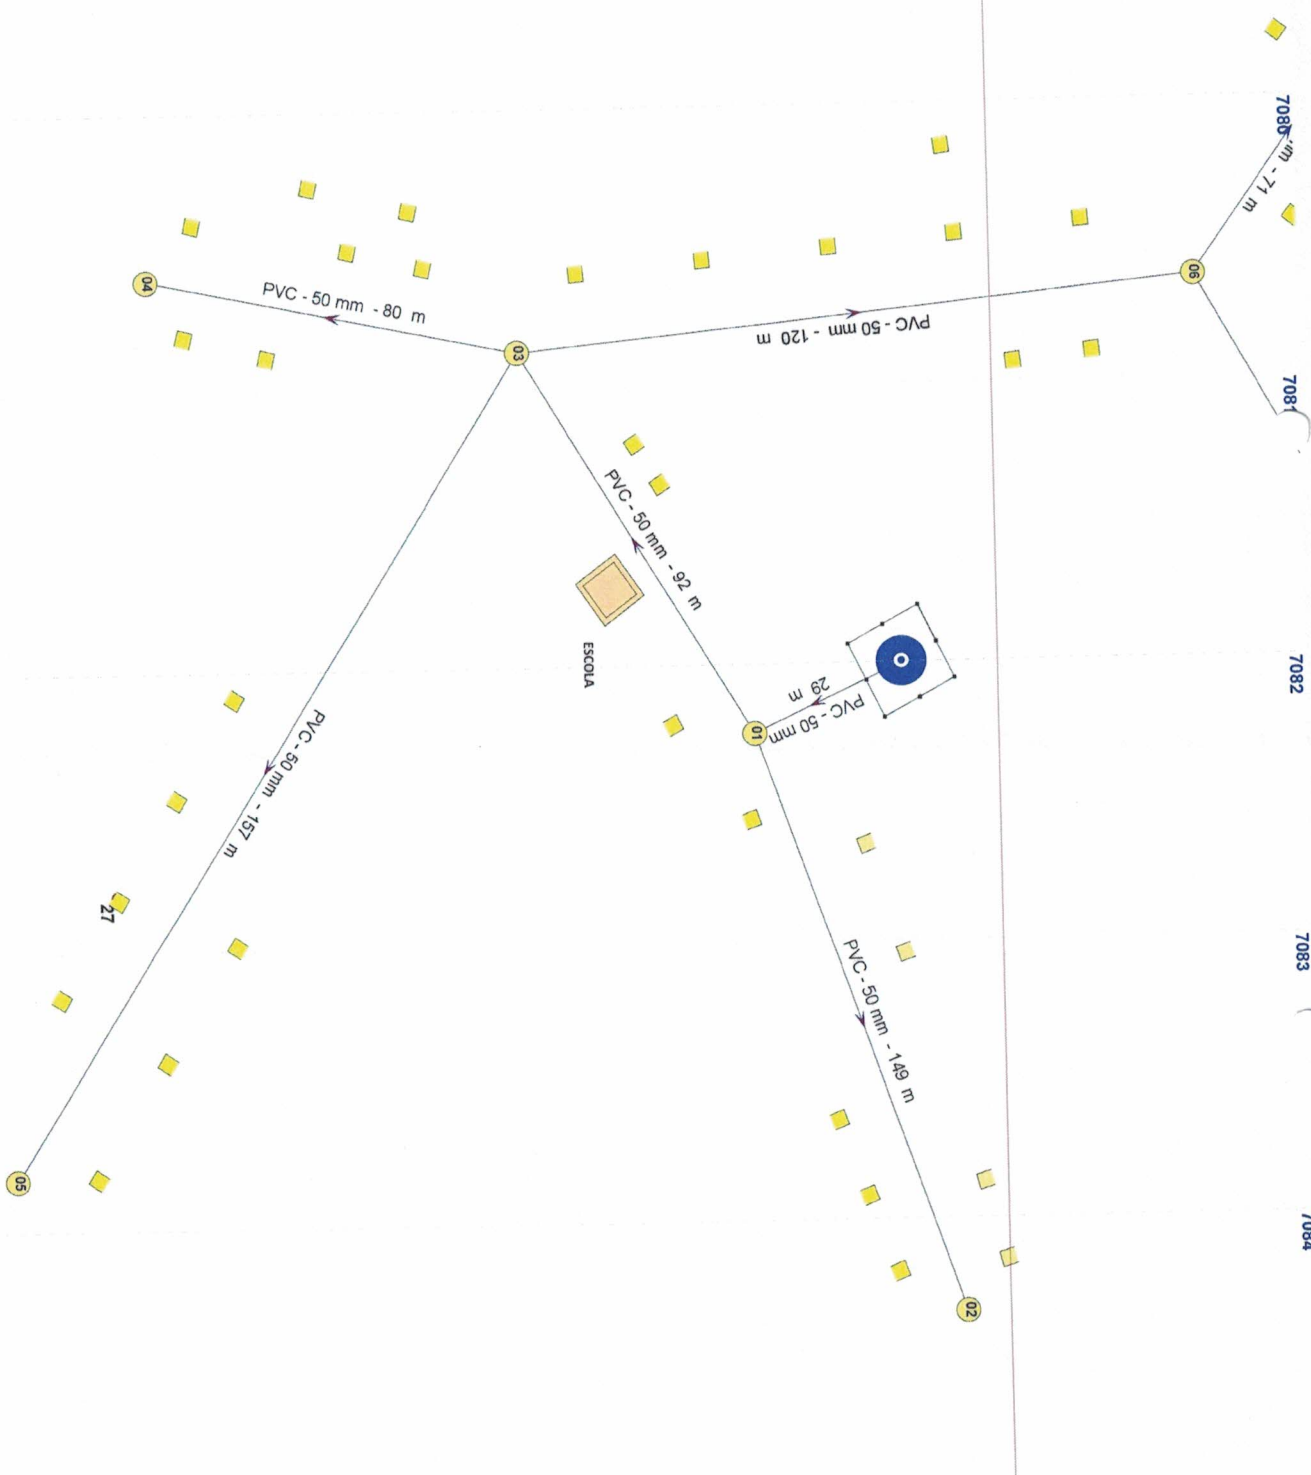 7080
m - 71 m
06
04
PVC - 50 mm - 80 m
03
PVC - 50 mm - 120 m
7081
PVC - 50 mm - 92 m
ESCOLA
7082
29 m
PVC - 50 mm
01
PVC - 50 mm - 157 m
27
7083
PVC - 50 mm - 149 m
05
7084
02